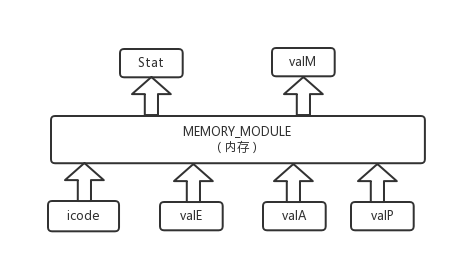 Stat
valM
MEMORY_MODULE
（内存）
icode
valE
valA
valP